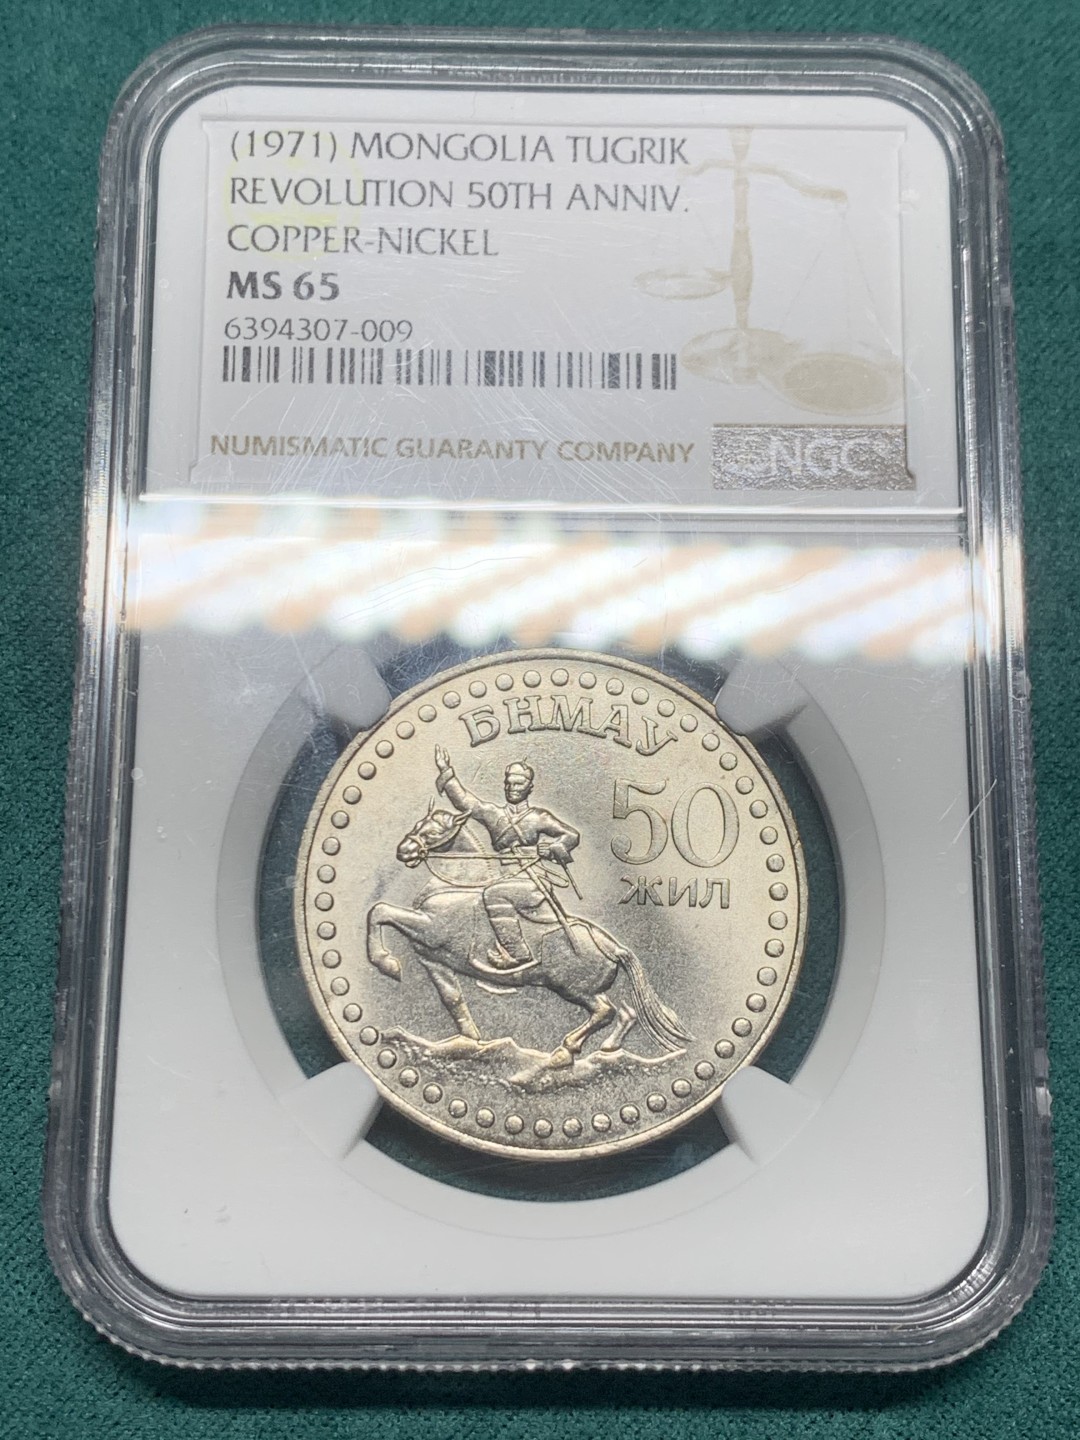 (1971) MONGOLIA TUGRIK
REVOLUTION 50TH ANNIV.
COPPER-NICKEL
MS 65
6394307-009
NUMISMATIC GUARANTY COMPANY
NGC
БНМАУ
50
ЖИЛ